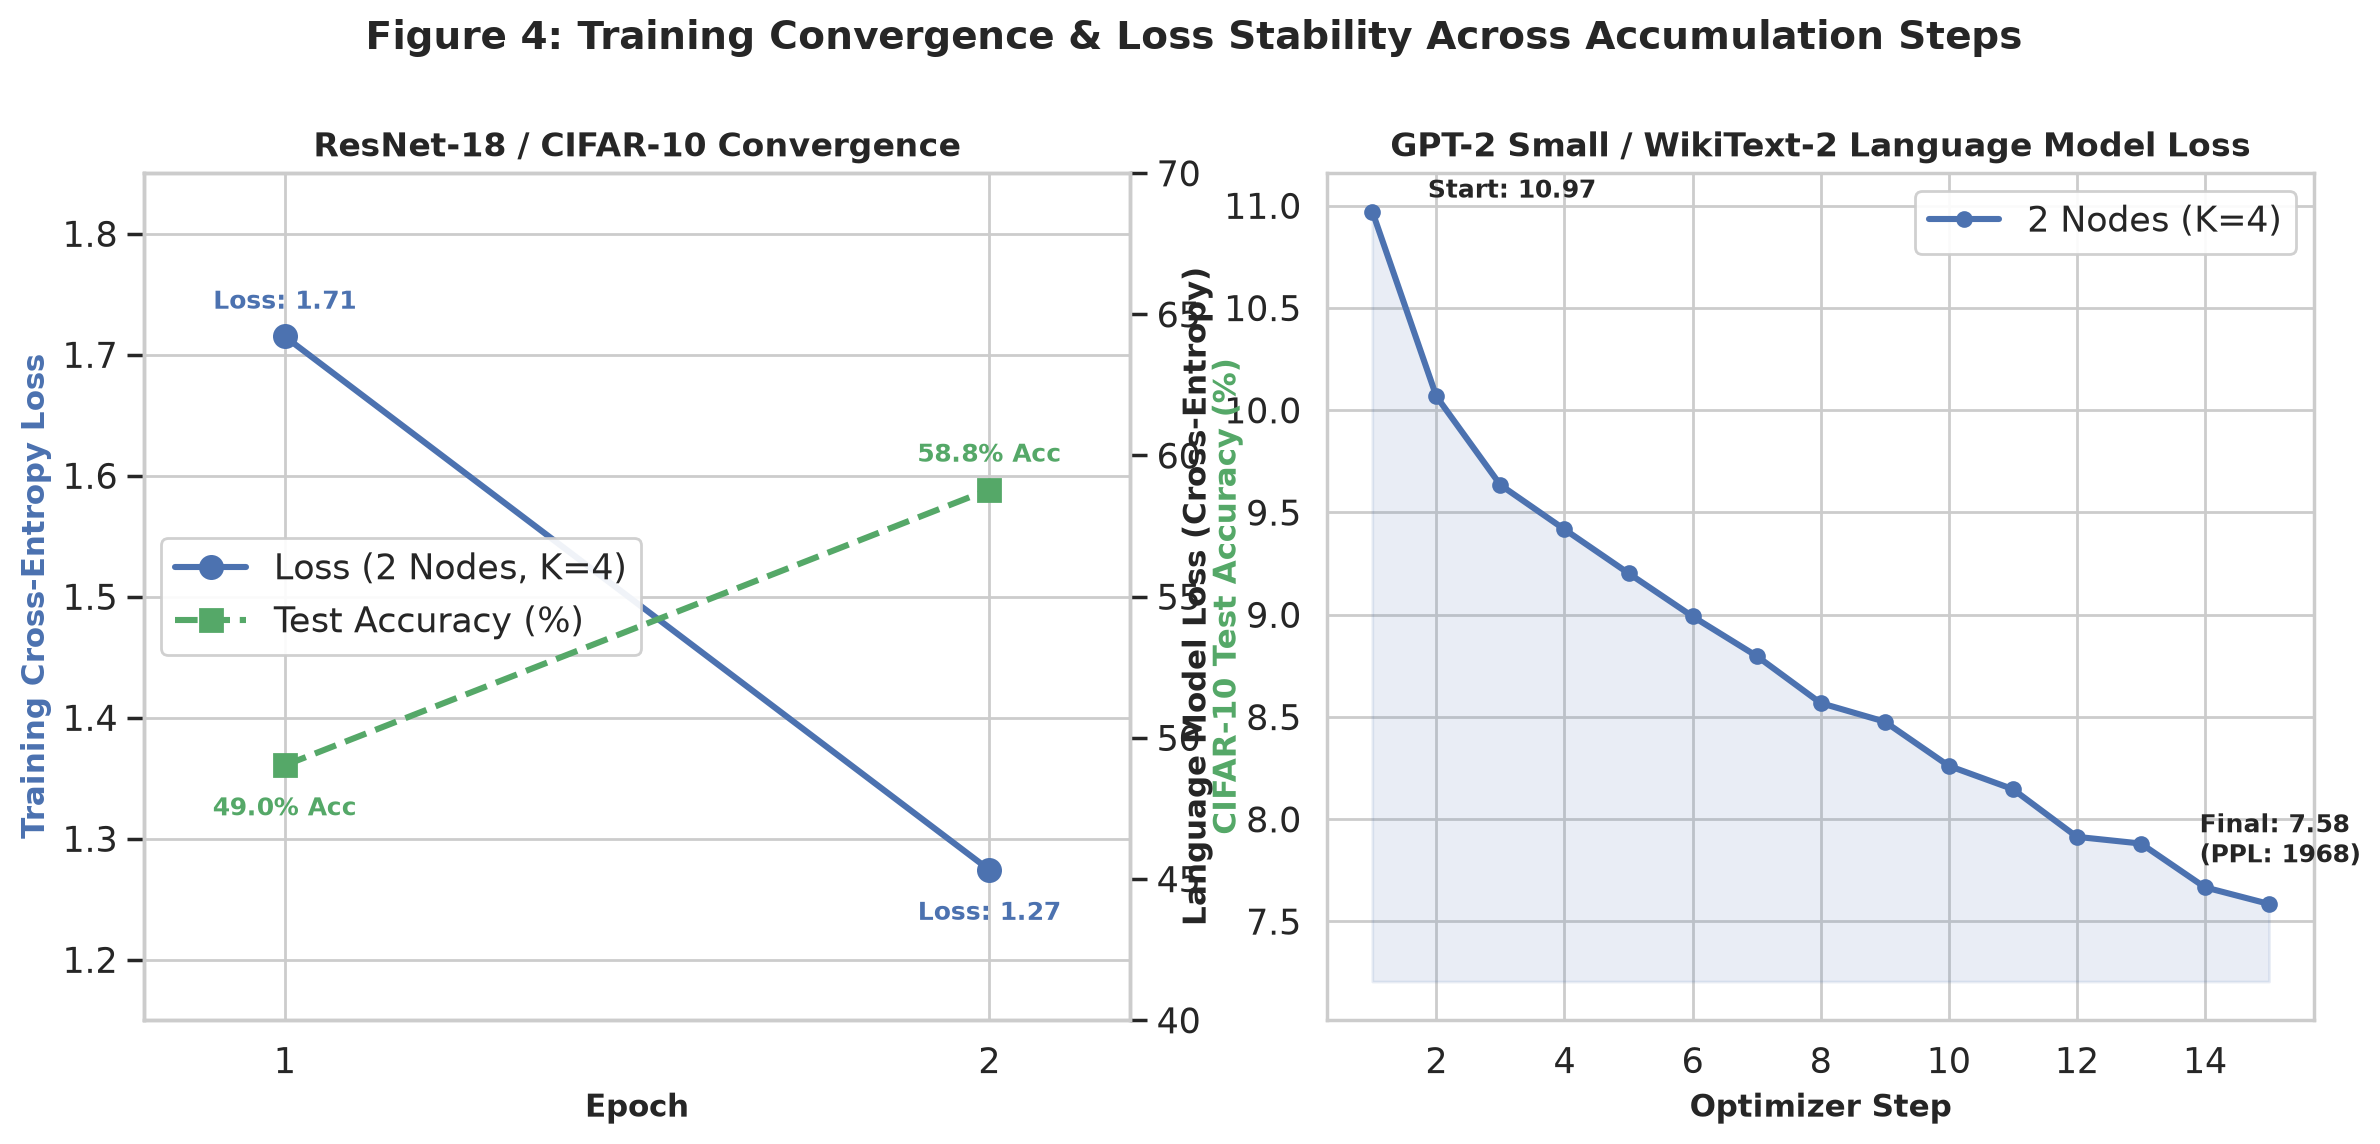 Figure 4: Training Convergence & Loss Stability Across Accumulation Steps
ResNet-18 / CIFAR-10 Convergence
Training Cross-Entropy Loss
1.8
1.7
1.6
1.5
1.4
1.3
1.2
Loss: 1.71
58.8% Acc
Loss (2 Nodes, K=4)
Test Accuracy (%)
49.0% Acc
Loss: 1.27
70
65
60
55
50
45
40
CIFAR-10 Test Accuracy (%)
1
2
Epoch
GPT-2 Small / WikiText-2 Language Model Loss
Language Model Loss (Cross-Entropy)
11.0
10.5
10.0
9.5
9.0
8.5
8.0
7.5
Start: 10.97
2 Nodes (K=4)
Final: 7.58
(PPL: 1968)
2
4
6
8
10
12
14
Optimizer Step